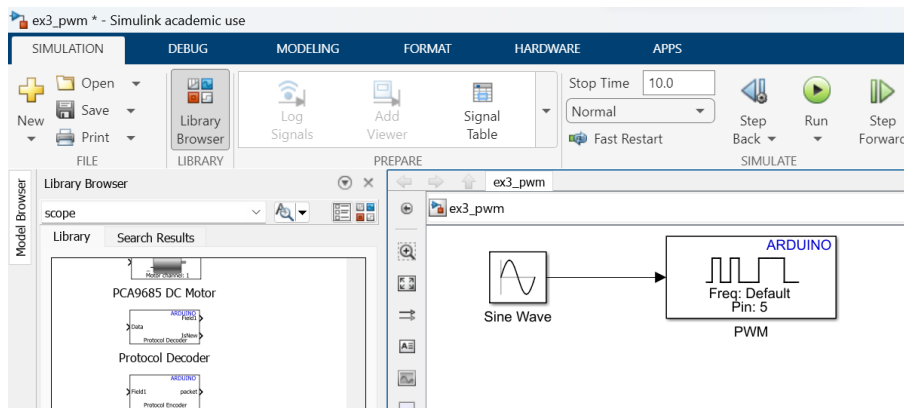 ex3_pwm * - Simulink academic use
SIMULATION DEBUG MODELING FORMAT HARDWARE APPS
New
Open
Save
Print
FILE
Library
Browser
LIBRARY
Log
Signals
Add
Viewer
Signal
Table
PREPARE
Stop Time 10.0
Normal
Fast Restart
Step
Back
Run
Step
Forward
SIMULATE
Model Browser
Library Browser
scope
Library Search Results
Motor channel: 1
PCA9685 DC Motor
ARDUINO
Data
Field1
IsNew
Protocol Decoder
Protocol Decoder
ARDUINO
Field1
packet
Protocol Encoder
ex3_pwm
ex3_pwm
Sine Wave
ARDUINO
Freq: Default
Pin: 5
PWM